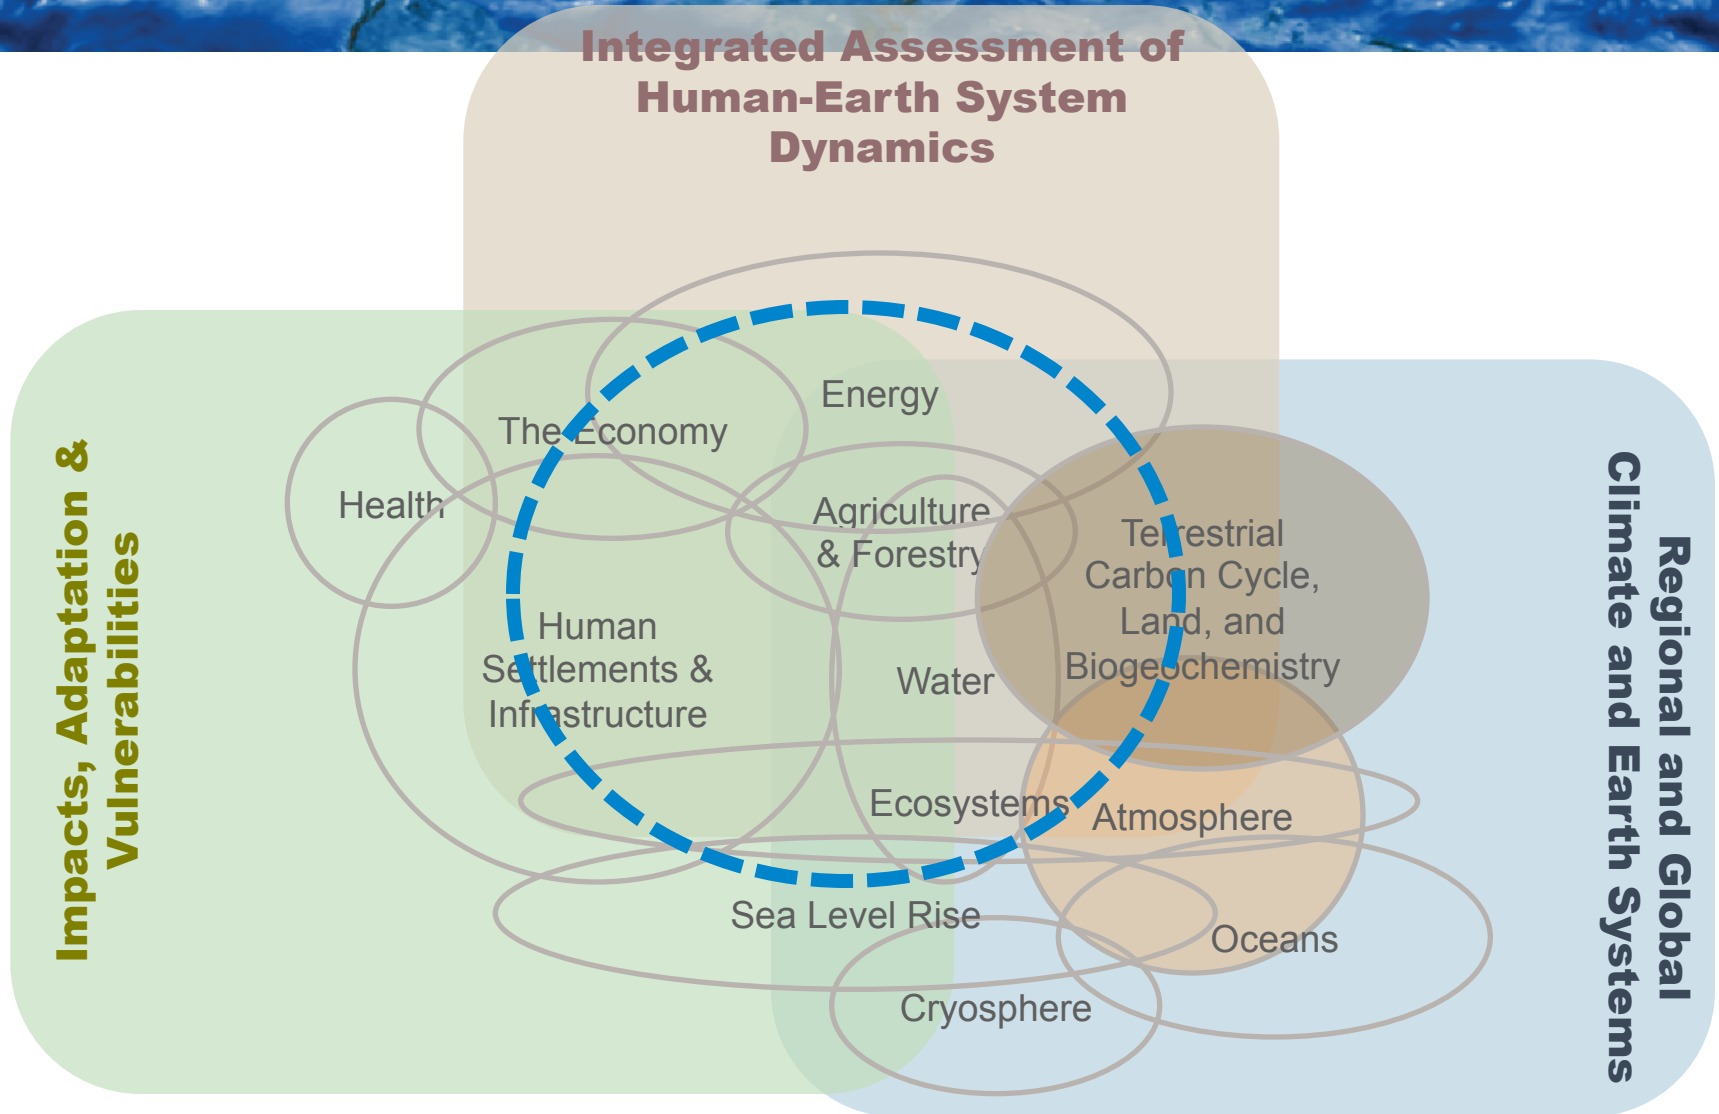 Integrated Assessment of
Human-Earth System
Dynamics
Impacts, Adaptation &
Vulnerabilities
Regional and Global
Climate and Earth Systems
Energy
The Economy
Health
Agriculture
& Forestry
Terrestrial
Carbon Cycle,
Land, and
Biogeochemistry
Human
Settlements &
Infrastructure
Water
Ecosystems
Atmosphere
Sea Level Rise
Oceans
Cryosphere